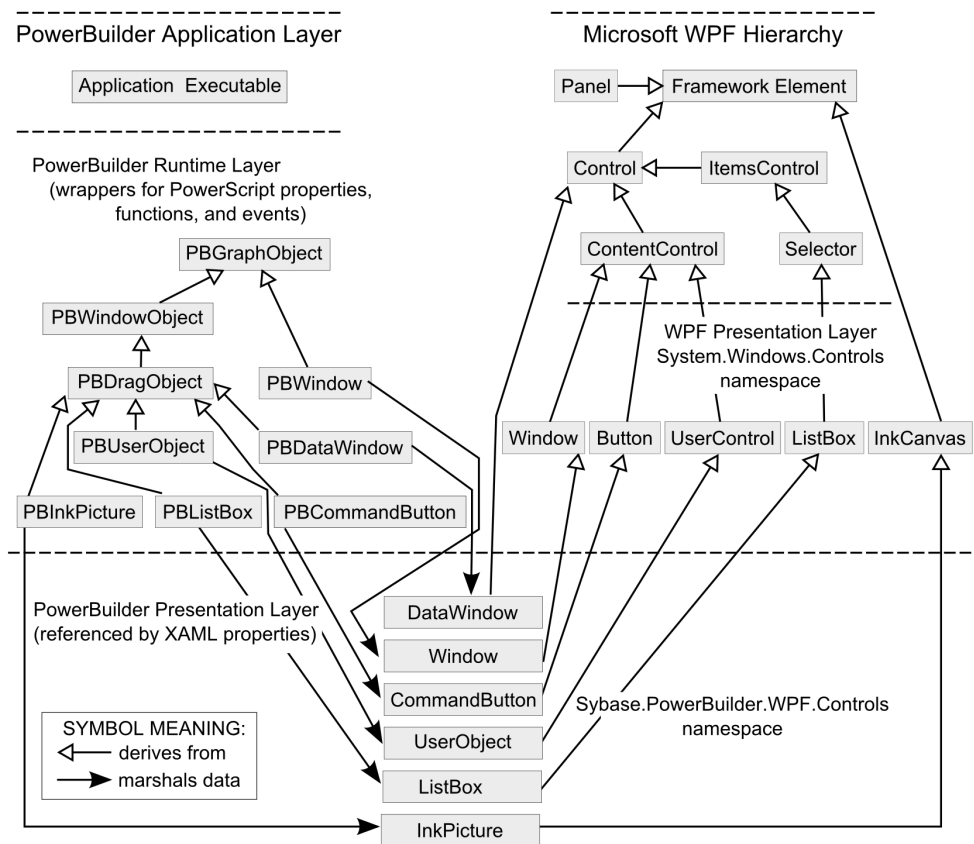 PowerBuilder Application Layer
Application Executable
PowerBuilder Runtime Layer
(wrappers for PowerScript properties,
functions, and events)
PBGraphObject
PBWindowObject
PBDragObject
PBWindow
PBUserObject
PBDataWindow
PBInkPicture
PBListBox
PBCommandButton
Microsoft WPF Hierarchy
Panel
Framework Element
Control
ItemsControl
ContentControl
Selector
WPF Presentation Layer
System.Windows.Controls
namespace
Window
Button
UserControl
ListBox
InkCanvas
PowerBuilder Presentation Layer
(referenced by XAML properties)
DataWindow
Window
CommandButton
UserObject
ListBox
InkPicture
Sybase.PowerBuilder.WPF.Controls
namespace
SYMBOL MEANING:
derives from
marshals data